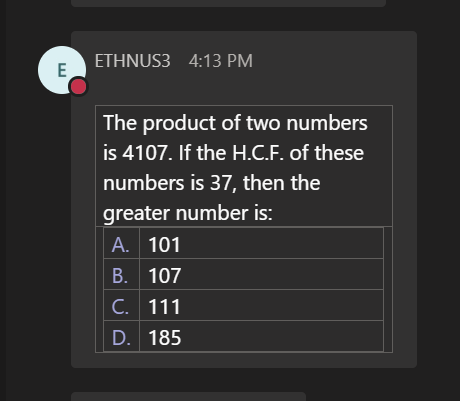 E
ETHNUS3 4:13 PM
The product of two numbers
is 4107. If the H.C.F. of these
numbers is 37, then the
greater number is:
A. 101
B. 107
C. 111
D. 185